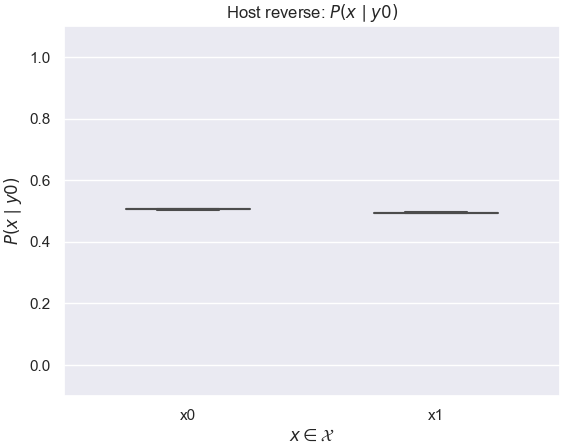 Host reverse: P(x | y0)
P(x | y0)
1.0
0.8
0.6
0.4
0.2
0.0
x0 x1
x ∈ 𝒳